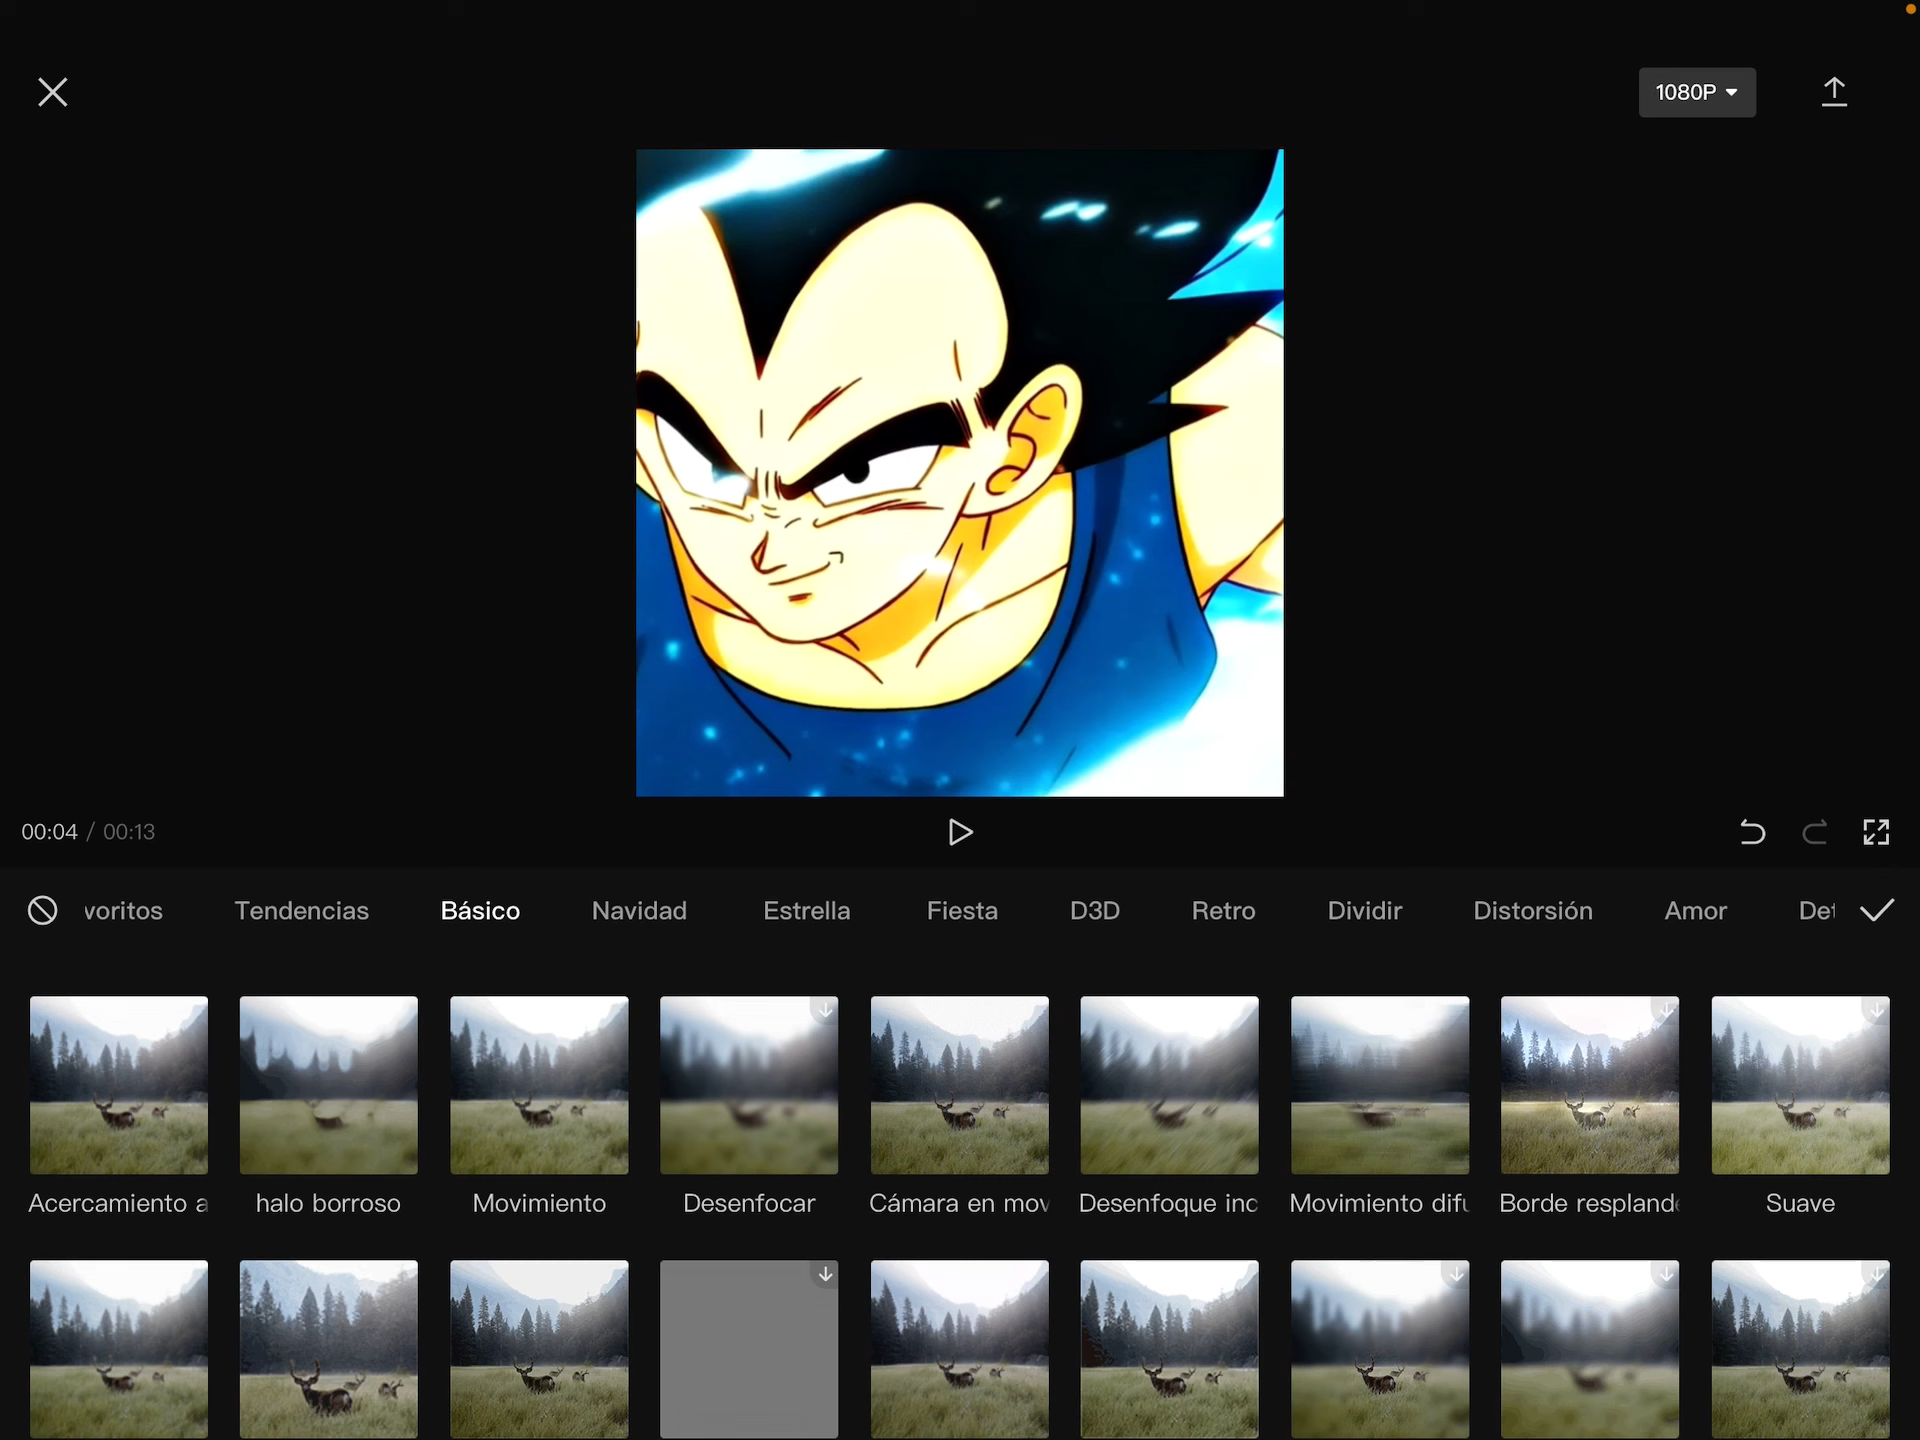 1080P
00:04 / 00:13
voritos Tendencias Básico Navidad Estrella Fiesta D3D Retro Dividir Distorsión Amor Det
Acercamiento a halo borroso Movimiento Desenfocar Cámara en mov Desenfoque inc Movimiento difu Borde resplande Suave